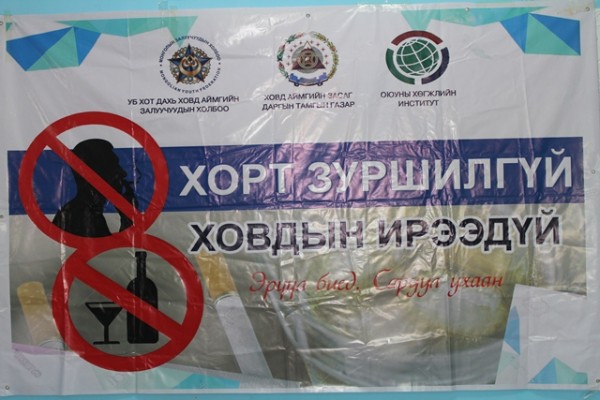 УБ ХОТ ДАХЬ ХОВД АЙМГИЙН
ЗАЛУУЧУУДЫН ХОЛБОО
ХОВД АЙМГИЙН ЗАСАГ
ДАРГЫН ТАМГЫН ГАЗАР
ОЮУНЫ ХӨГЖЛИЙН
ИНСТИТУТ
ХОРТ ЗУРШИЛГҮЙ
ХОВДЫН ИРЭЭДҮЙ
Эрүүл биед, Саруул ухаан